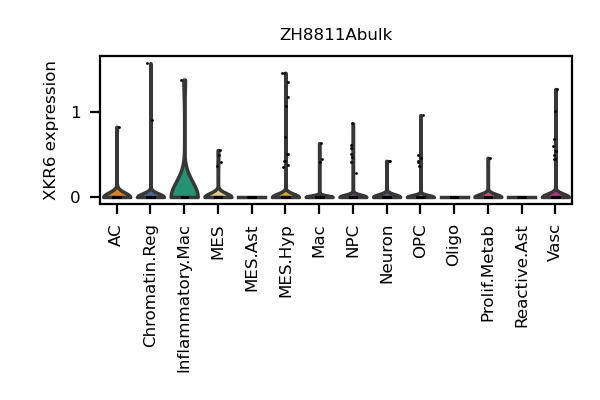 ZH8811Abulk
XKR6 expression
1
0
AC
Chromatin.Reg
Inflammatory.Mac
MES
MES.Ast
MES.Hyp
Mac
NPC
Neuron
OPC
Oligo
Prolif.Metab
Reactive.Ast
Vasc